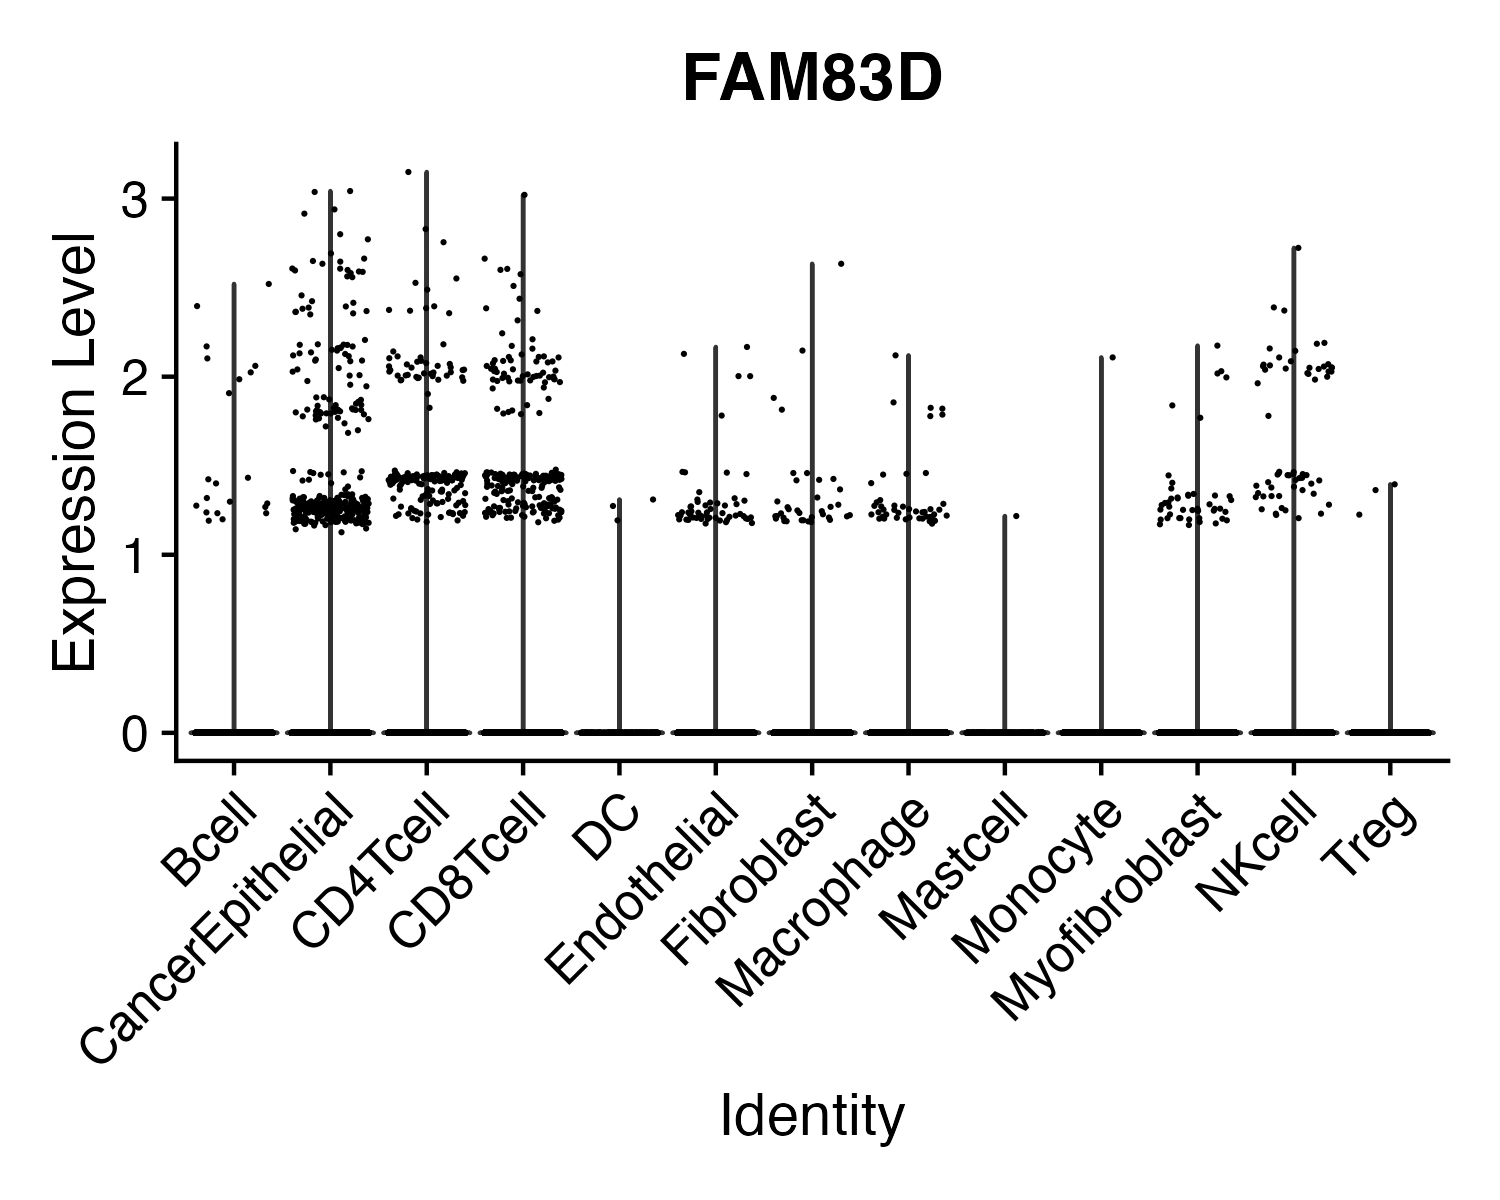 FAM83D
Expression Level
3
2
1
0
Bcell
CancerEpithelial
CD4Tcell
CD8Tcell
DC
Endothelial
Fibroblast
Macrophage
Mastcell
Monocyte
Myofibroblast
NKcell
Treg
Identity